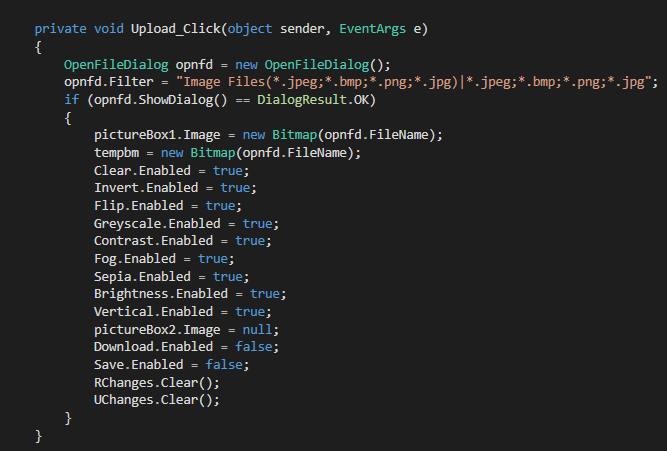 private void Upload_Click(object sender, EventArgs e)
{
OpenFileDialog opnfd = new OpenFileDialog();
opnfd.Filter = "Image Files(*.jpeg;*.bmp;*.png;*.jpg)|*.jpeg;*.bmp;*.png;*.jpg";
if (opnfd.ShowDialog() == DialogResult.OK)
{
pictureBox1.Image = new Bitmap(opnfd.FileName);
tempbm = new Bitmap(opnfd.FileName);
Clear.Enabled = true;
Invert.Enabled = true;
Flip.Enabled = true;
Greyscale.Enabled = true;
Contrast.Enabled = true;
Fog.Enabled = true;
Sepia.Enabled = true;
Brightness.Enabled = true;
Vertical.Enabled = true;
pictureBox2.Image = null;
Download.Enabled = false;
Save.Enabled = false;
RChanges.Clear();
UChanges.Clear();
}
}